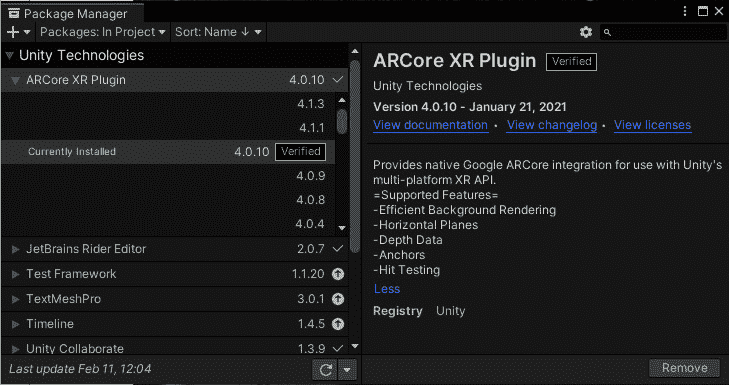 Package Manager
Packages: In Project
Sort: Name ↓
Unity Technologies
ARCore XR Plugin 4.0.10
4.1.3
4.1.1
Currently Installed 4.0.10 Verified
4.0.9
4.0.8
4.0.4
JetBrains Rider Editor 2.0.7
Test Framework 1.1.20
TextMeshPro 3.0.1
Timeline 1.4.5
Unity Collaborate 1.3.9
Last update Feb 11, 12:04
ARCore XR Plugin Verified
Unity Technologies
Version 4.0.10 - January 21, 2021
View documentation • View changelog • View licenses
Provides native Google ARCore integration for use with Unity's
multi-platform XR API.
=Supported Features=
-Efficient Background Rendering
-Horizontal Planes
-Depth Data
-Anchors
-Hit Testing
Less
Registry Unity
Remove